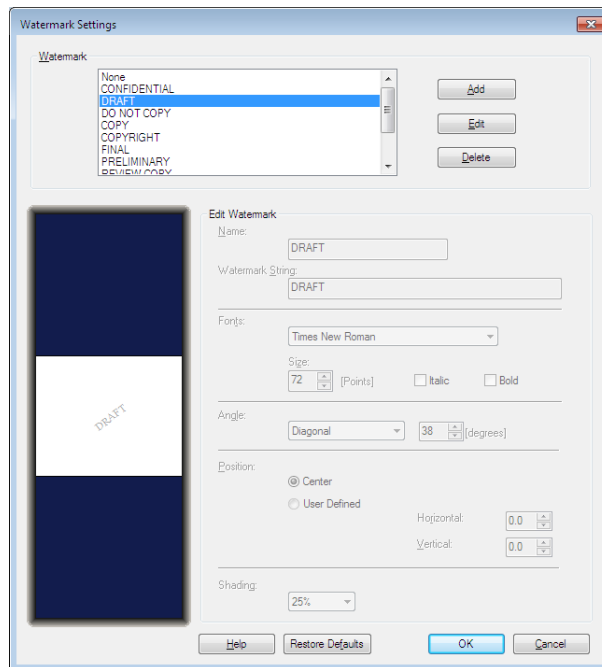 Watermark Settings
Watermark
None
CONFIDENTIAL
DRAFT
DO NOT COPY
COPY
COPYRIGHT
FINAL
PRELIMINARY
REVIEW COPY
Add
Edit
Delete
DRAFT
Edit Watermark
Name:
DRAFT
Watermark String:
DRAFT
Fonts:
Times New Roman
Size:
72 [Points] Italic Bold
Angle:
Diagonal 38 [degrees]
Position:
Center
User Defined
Horizontal: 0.0
Vertical: 0.0
Shading:
25%
Help Restore Defaults OK Cancel